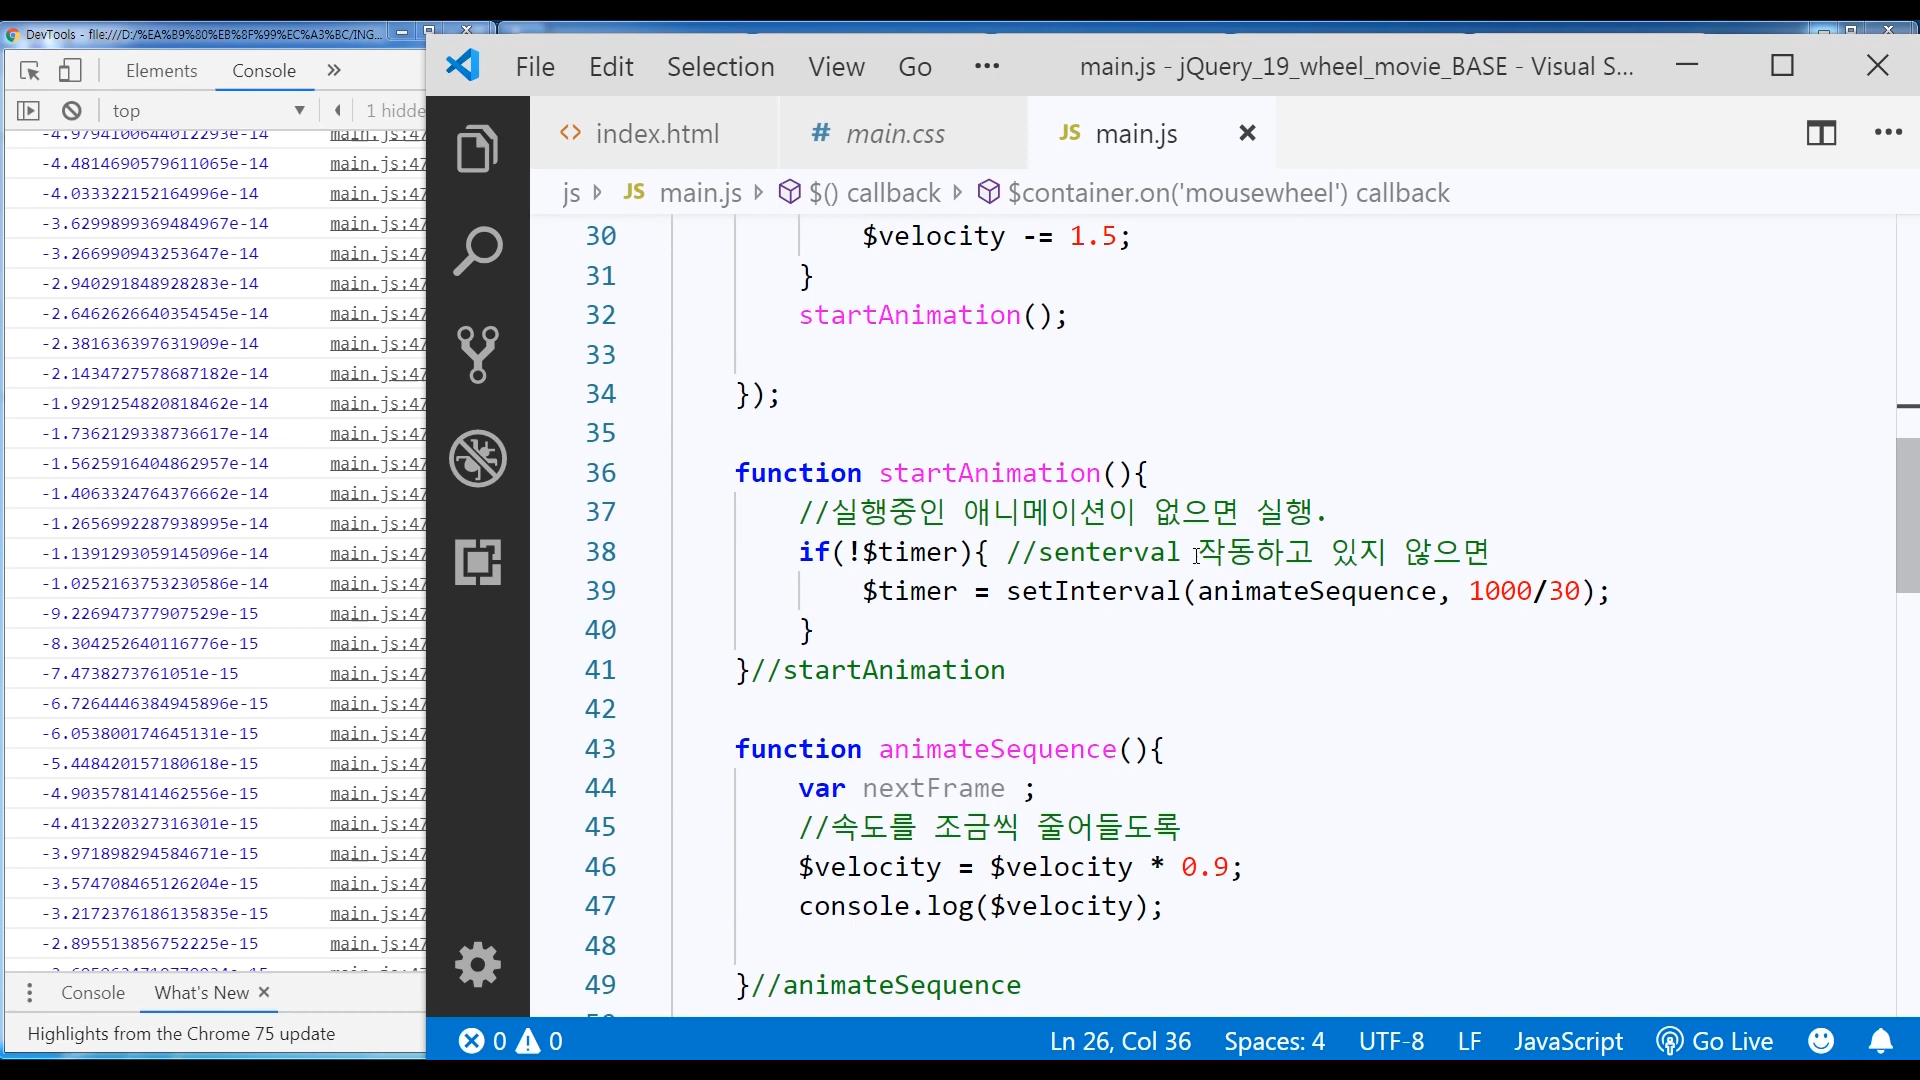 DevTools - file:///D:/%EA%B9%80%EB%8F%99%EC%A3%BC/ING...
Elements
Console
top
1 hidde
-4.979410064401­2293e-14 main.js:47
-4.4814690579611065e-14 main.js:47
-4.033322152164996e-14 main.js:47
-3.6299899369484967e-14 main.js:47
-3.266990943253647e-14 main.js:47
-2.940291848928283e-14 main.js:47
-2.6462626640354545e-14 main.js:47
-2.381636397631909e-14 main.js:47
-2.1434727578687182e-14 main.js:47
-1.9291254820818462e-14 main.js:47
-1.7362129338736617e-14 main.js:47
-1.5625916404862957e-14 main.js:47
-1.4063324764376662e-14 main.js:47
-1.2656992287938995e-14 main.js:47
-1.1391293059145096e-14 main.js:47
-1.0252163753230586e-14 main.js:47
-9.226947377907529e-15 main.js:47
-8.304252640116776e-15 main.js:47
-7.4738273761051e-15 main.js:47
-6.7264446384945896e-15 main.js:47
-6.053800174645131e-15 main.js:47
-5.448420157180618e-15 main.js:47
-4.903578141462556e-15 main.js:47
-4.413220327316301e-15 main.js:47
-3.971898294584671e-15 main.js:47
-3.574708465126204e-15 main.js:47
-3.2172376186135835e-15 main.js:47
-2.895513856752225e-15 main.js:47
Console
What's New
Highlights from the Chrome 75 update
File Edit Selection View Go ••• main.js - jQuery_19_wheel_movie_BASE - Visual S...
<> index.html # main.css JS main.js
js JS main.js $() callback $container.on('mousewheel') callback
30 $velocity -= 1.5;
31 }
32 startAnimation();
33
34 });
35
36 function startAnimation(){
37 //실행중인 애니메이션이 없으면 실행.
38 if(!$timer){ //senterval 작동하고 있지 않으면
39 $timer = setInterval(animateSequence, 1000/30);
40 }
41 }//startAnimation
42
43 function animateSequence(){
44 var nextFrame ;
45 //속도를 조금씩 줄어들도록
46 $velocity = $velocity * 0.9;
47 console.log($velocity);
48
49 }//animateSequence
0 0 Ln 26, Col 36 Spaces: 4 UTF-8 LF JavaScript Go Live